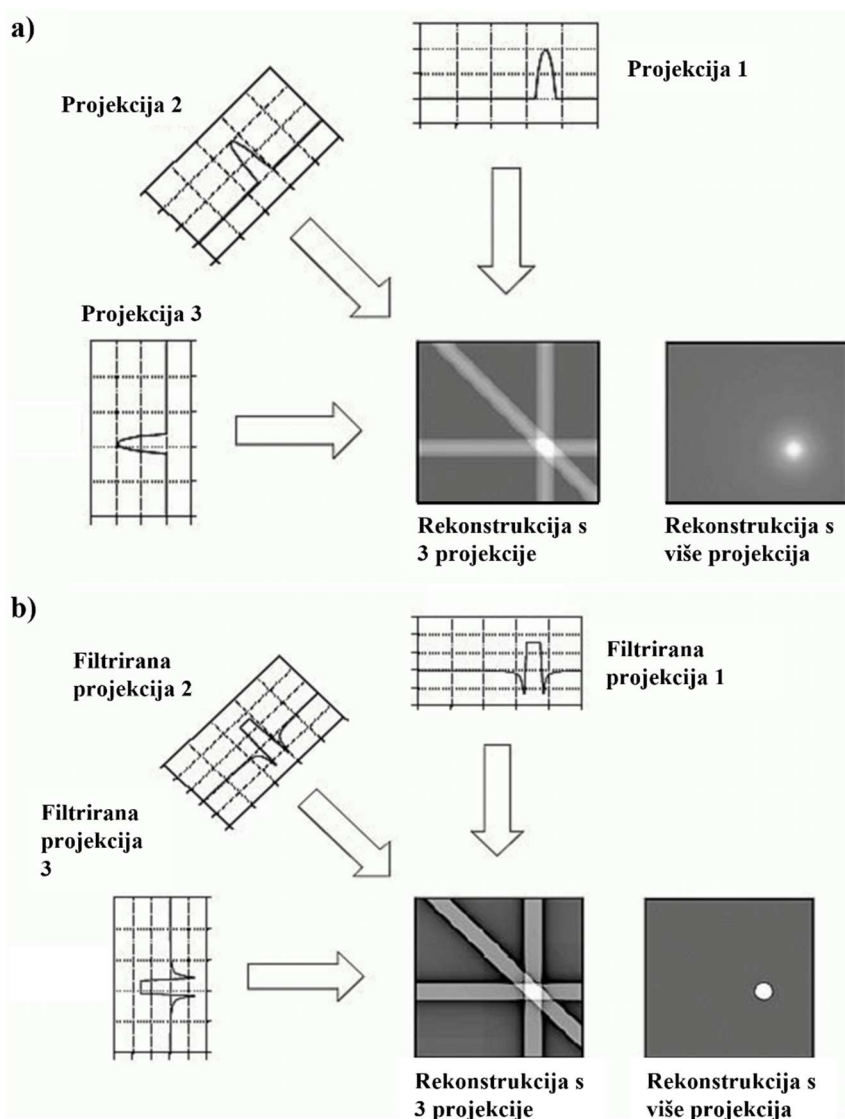 a)
Projekcija 1
Projekcija 2
Projekcija 3
Rekonstrukcija s
3 projekcije
Rekonstrukcija s
više projekcija
b)
Filtrirana
projekcija 1
Filtrirana
projekcija 2
Filtrirana
projekcija
3
Rekonstrukcija s
3 projekcije
Rekonstrukcija s
više projekcija